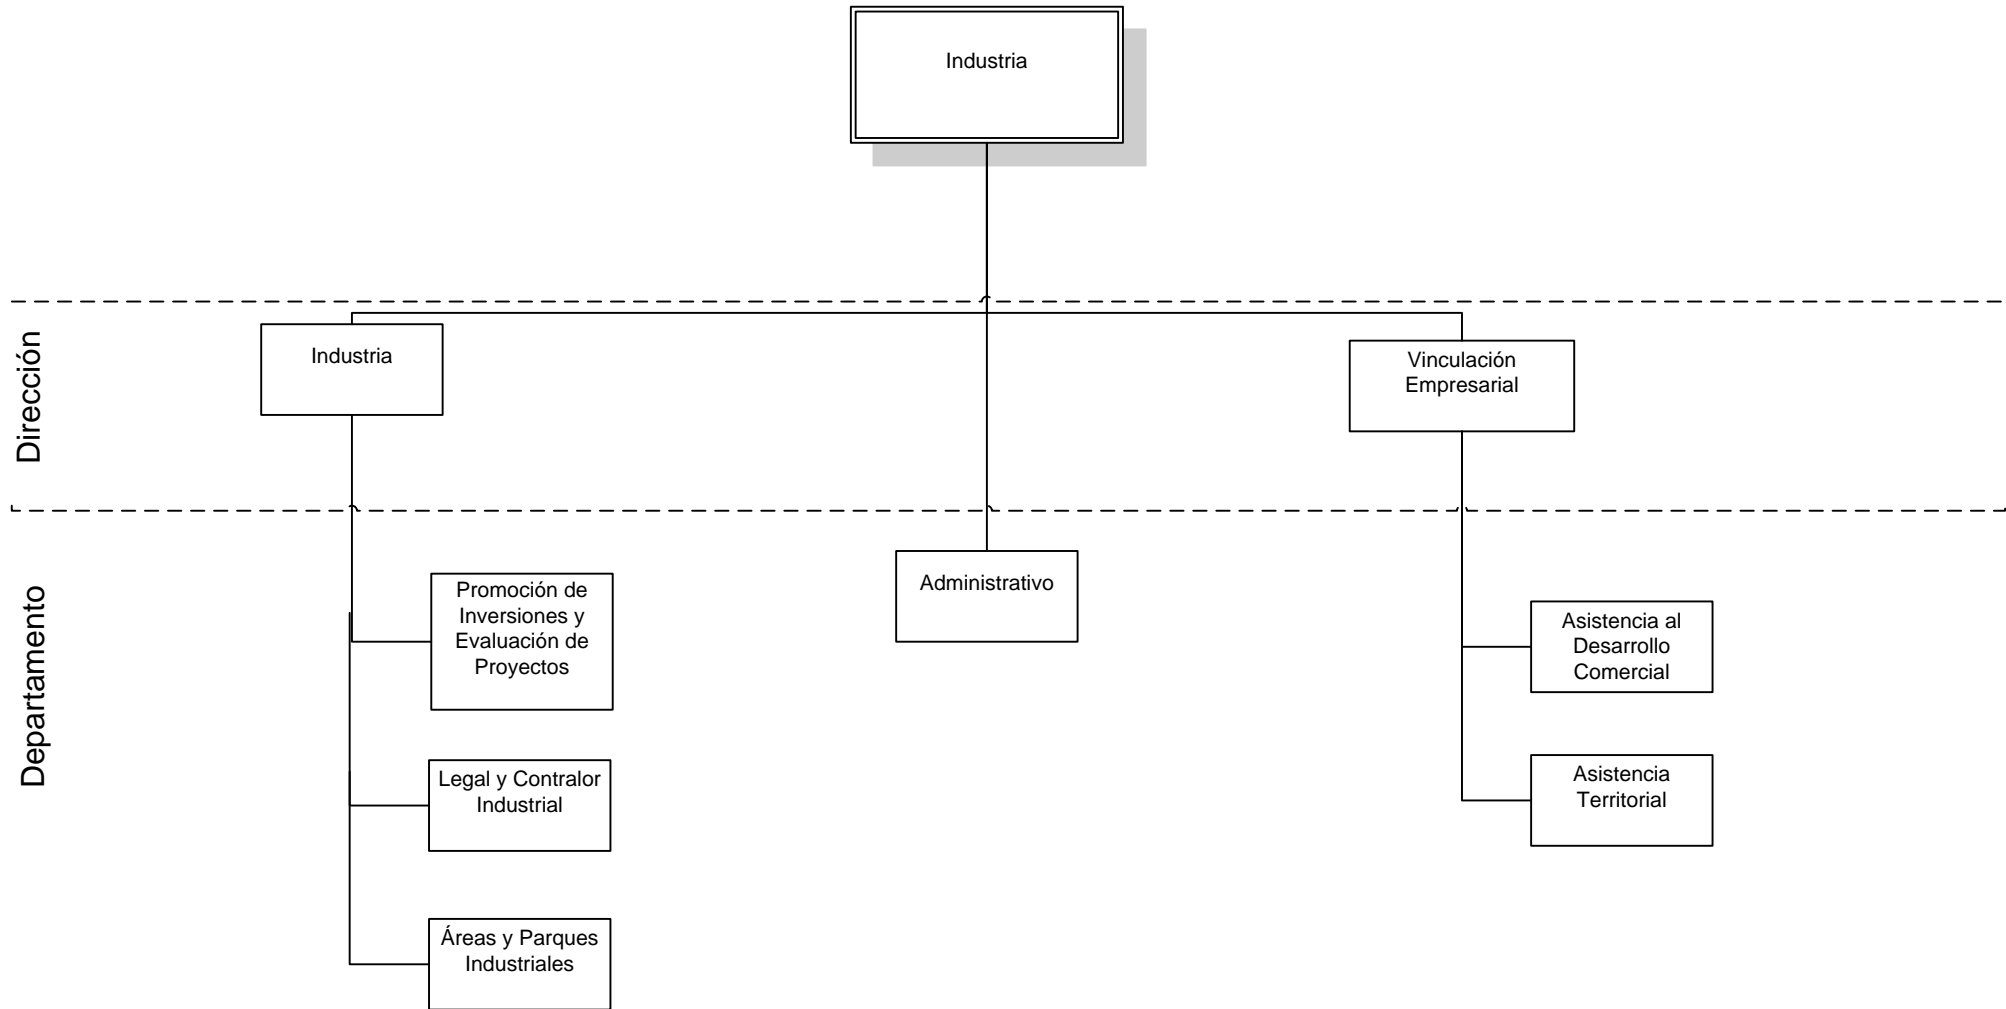 Industria
Dirección
Industria
Vinculación
Empresarial
Departamento
Promoción de
Inversiones y
Evaluación de
Proyectos
Administrativo
Asistencia al
Desarrollo
Comercial
Legal y Contralor
Industrial
Asistencia
Territorial
Áreas y Parques
Industriales